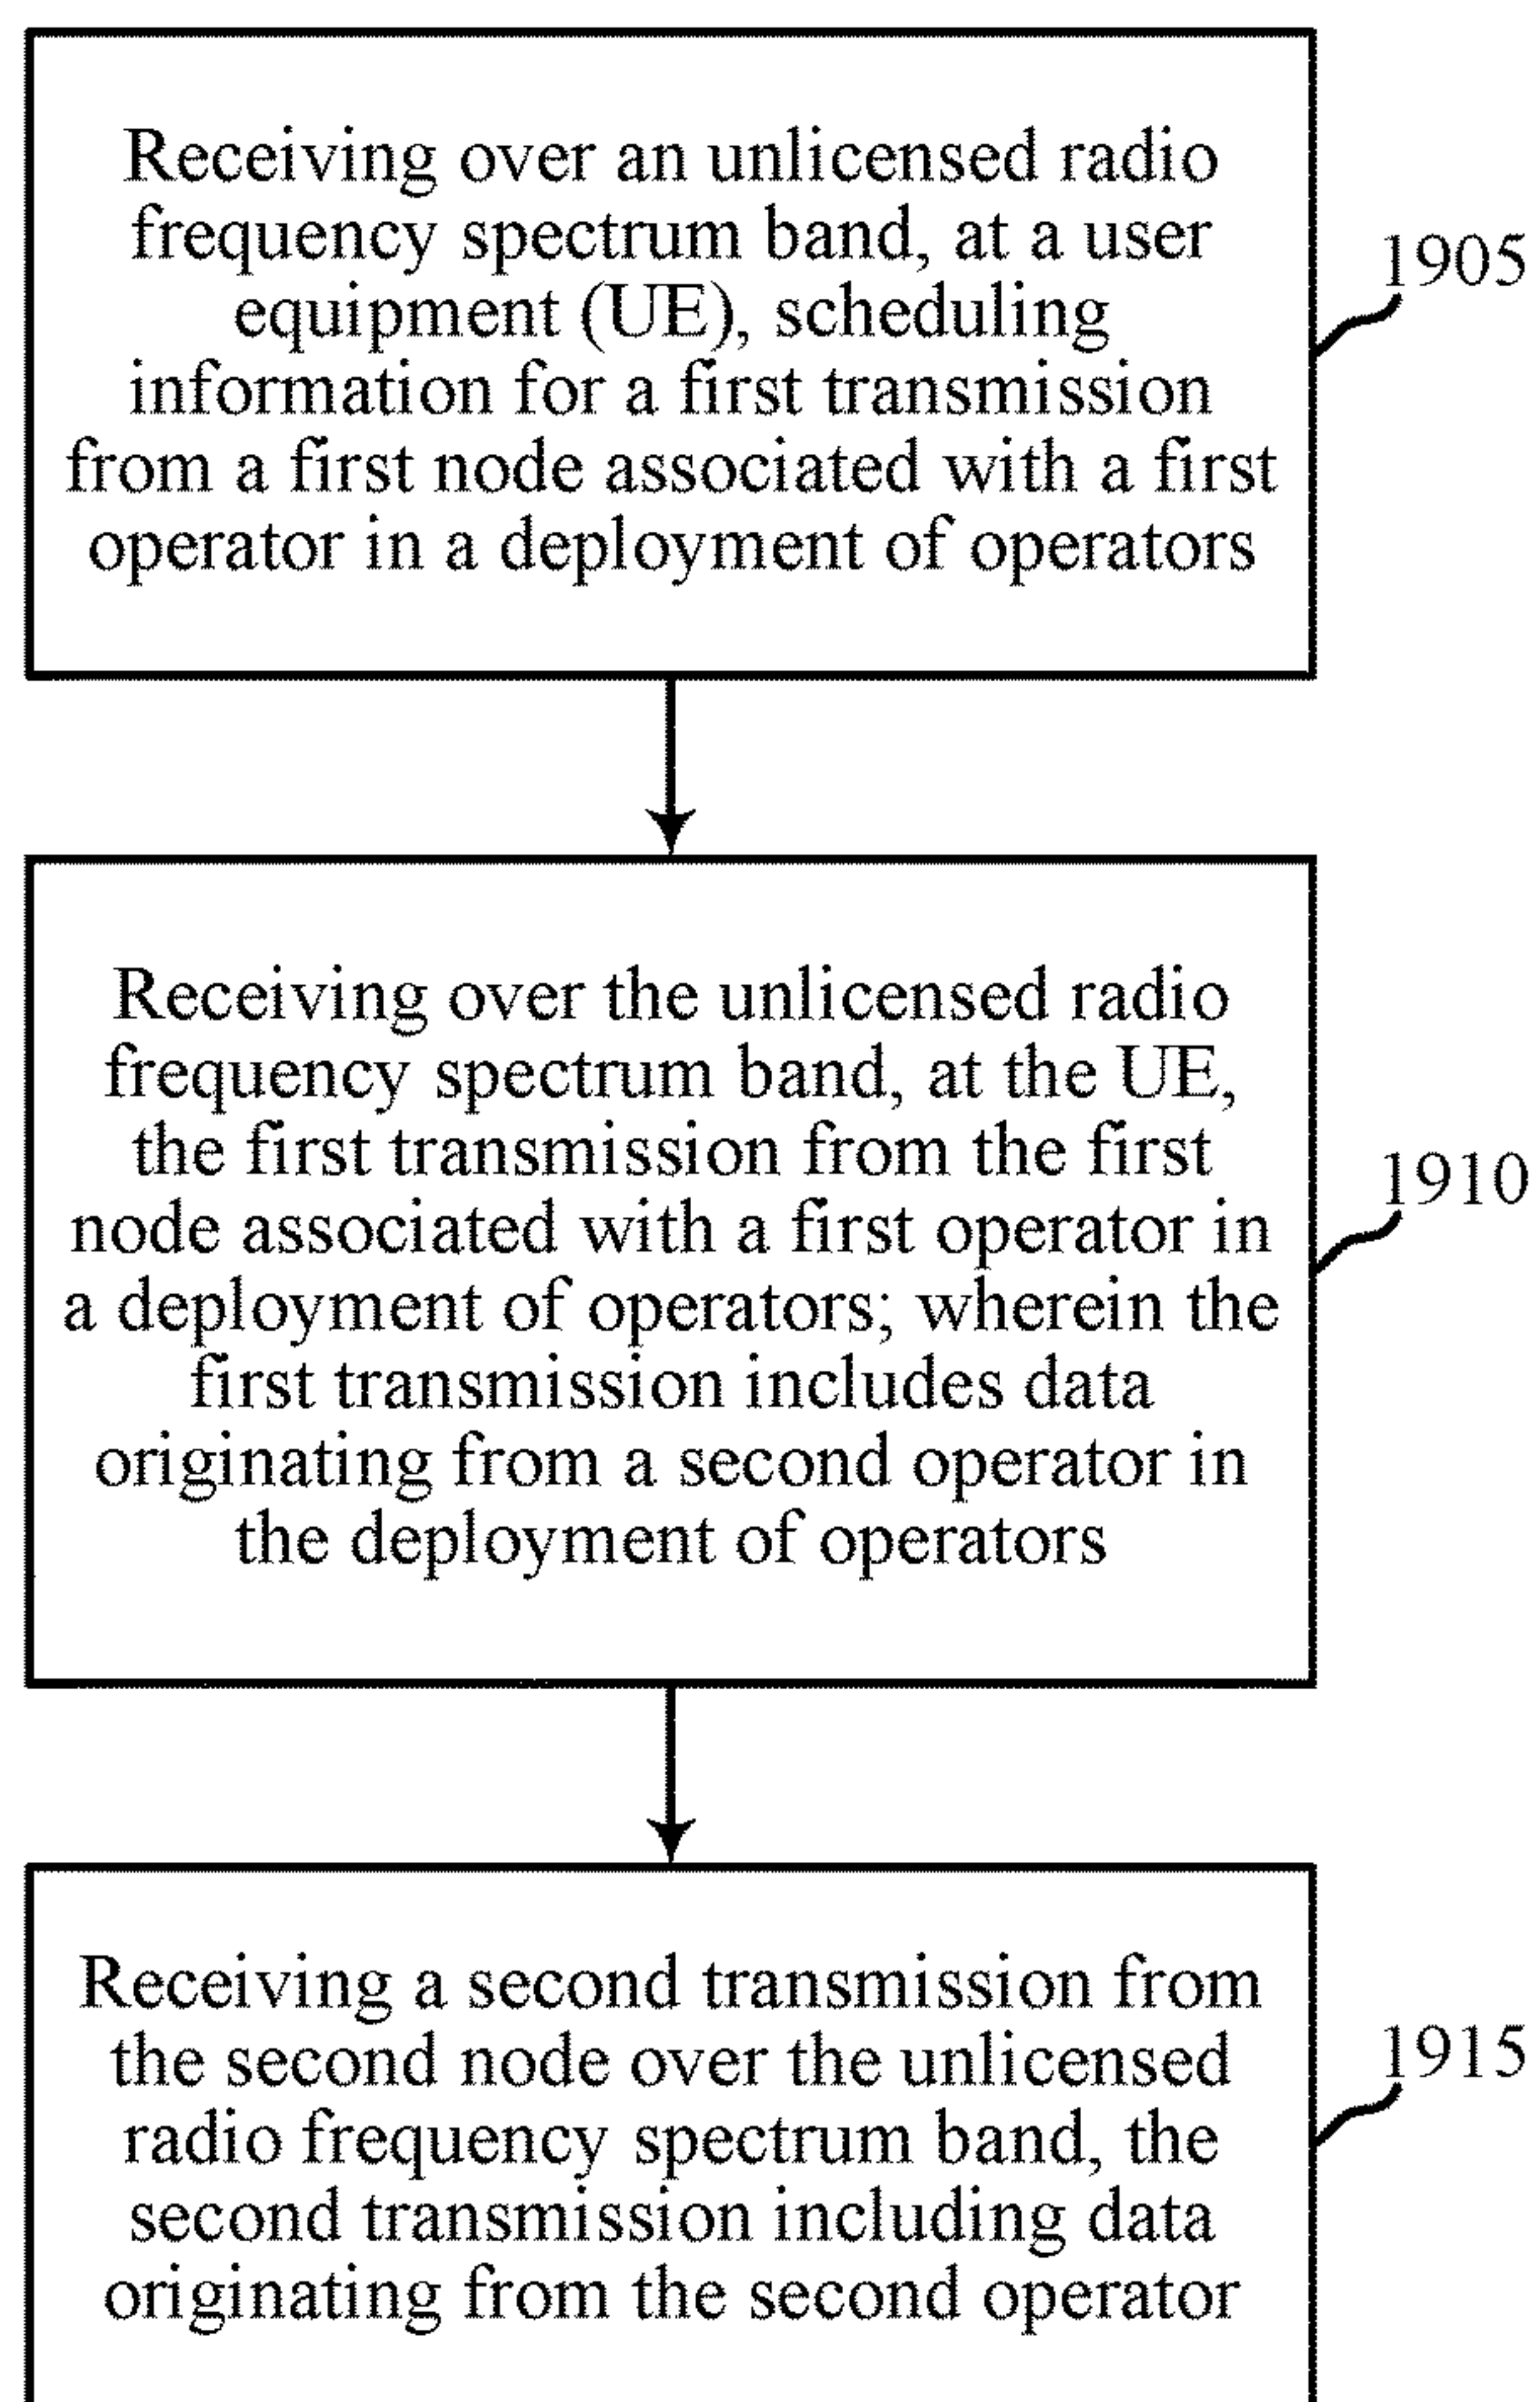 Receiving over an unlicensed radio
frequency spectrum band, at a user
equipment (UE), scheduling
information for a first transmission
from a first node associated with a first
operator in a deployment of operators
1905
Receiving over the unlicensed radio
frequency spectrum band, at the UE,
the first transmission from the first
node associated with a first operator in
a deployment of operators; wherein the
first transmission includes data
originating from a second operator in
the deployment of operators
1910
Receiving a second transmission from
the second node over the unlicensed
radio frequency spectrum band, the
second transmission including data
originating from the second operator
1915